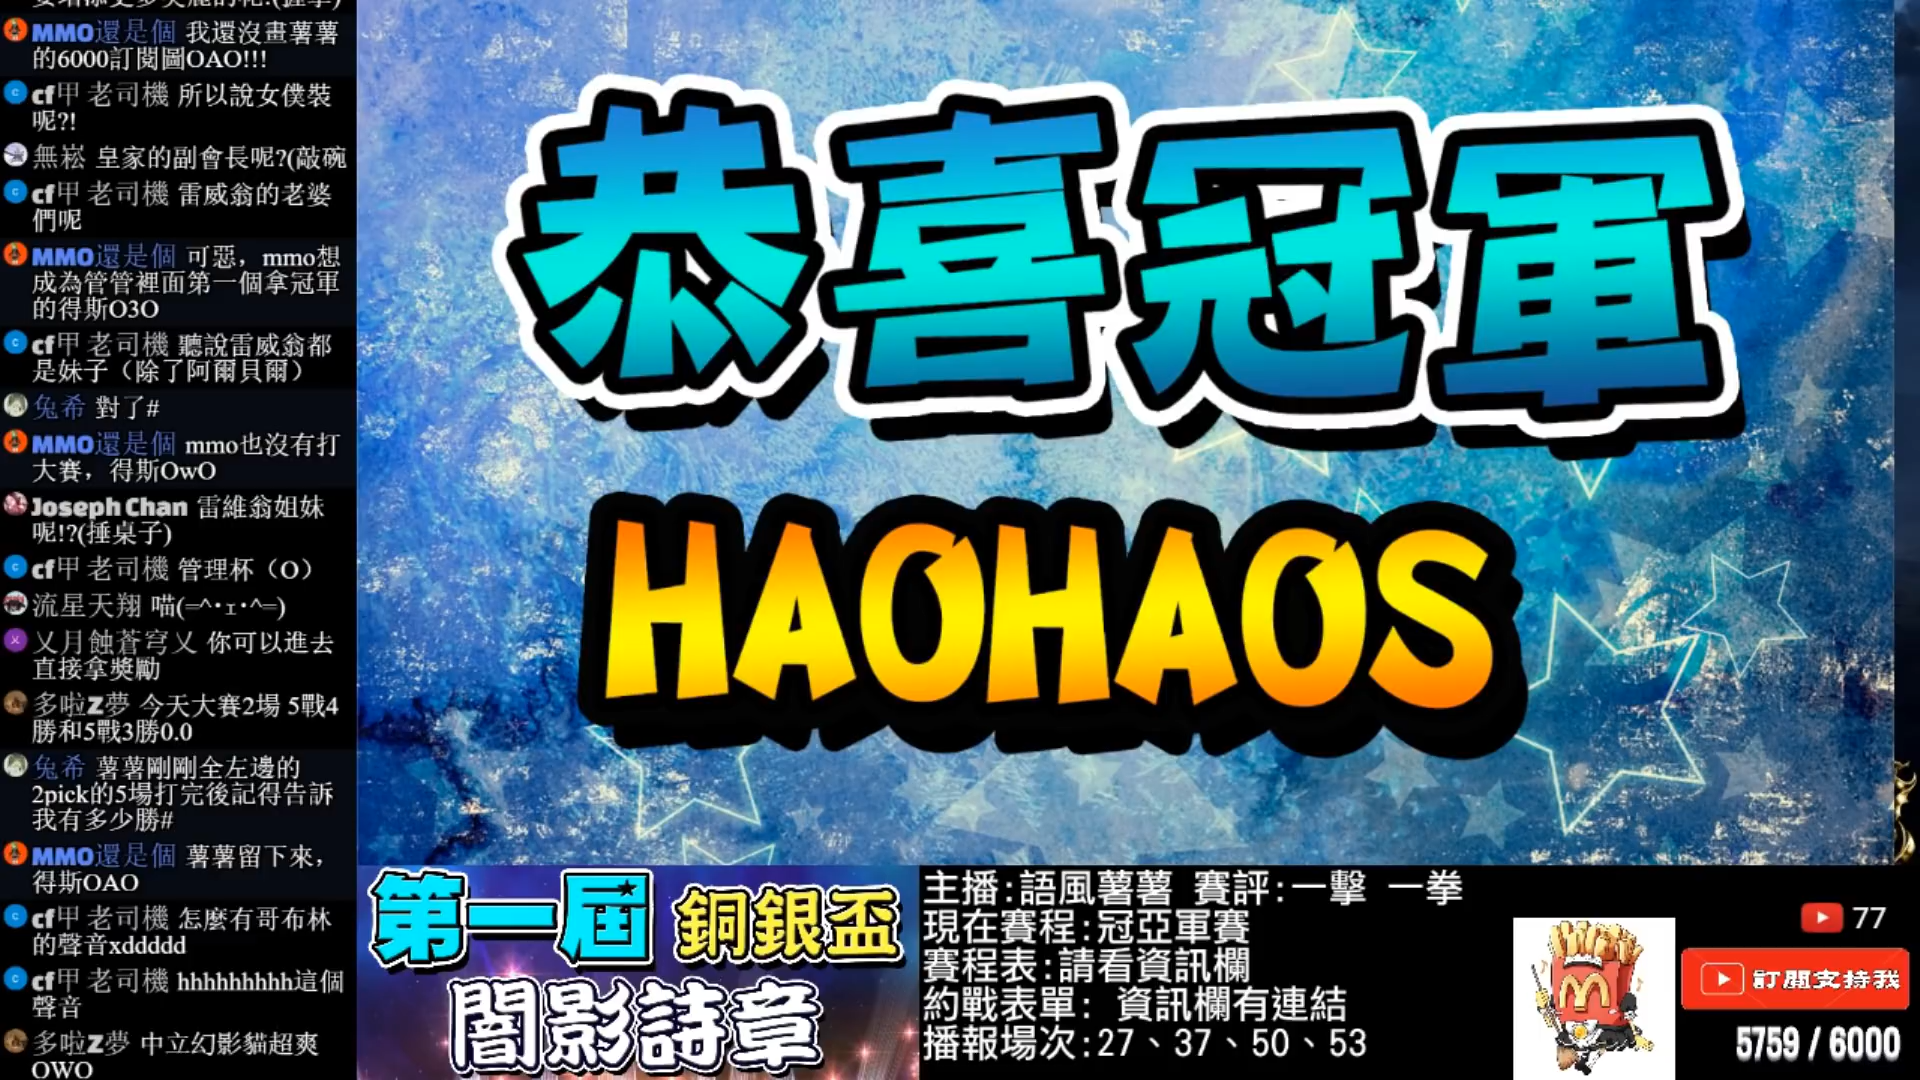 MMO還是個 我還沒畫薯薯
的6000訂閱圖OAO!!!
cf甲 老司機 所以說女僕裝
呢?!
無崧 皇家的副會長呢?(敲碗
cf甲 老司機 雷威翁的老婆
們呢
MMO還是個 可惡，mmo想
成為管管裡面第一個拿冠軍
的得斯O3O
cf甲 老司機 聽說雷威翁都
是妹子（除了阿爾貝爾）
兔希 對了#
MMO還是個 mmo也沒有打
大賽，得斯OwO
Joseph Chan 雷維翁姐妹
呢!?(捶桌子)
cf甲 老司機 管理杯（O）
流星天翔 喵(=^･ｪ･^=)
乂月蝕蒼穹乂 你可以進去
直接拿獎勵
多啦Z夢 今天大賽2場 5戰4
勝和5戰3勝0.0
兔希 薯薯剛剛全左邊的
2pick的5場打完後記得告訴
我有多少勝#
MMO還是個 薯薯留下來，
得斯OAO
cf甲 老司機 怎麼有哥布林
的聲音xddddd
cf甲 老司機 hhhhhhhhh這個
聲音
多啦Z夢 中立幻影貓超爽
OWO
恭喜冠軍
HAOHAOS
第一屆 銅銀盃
闇影詩章
主播:語風薯薯 賽評:一擊 一拳
現在賽程:冠亞軍賽
賽程表:請看資訊欄
約戰表單: 資訊欄有連結
播報場次:27、37、50、53
77
訂閱支持我
5759 / 6000